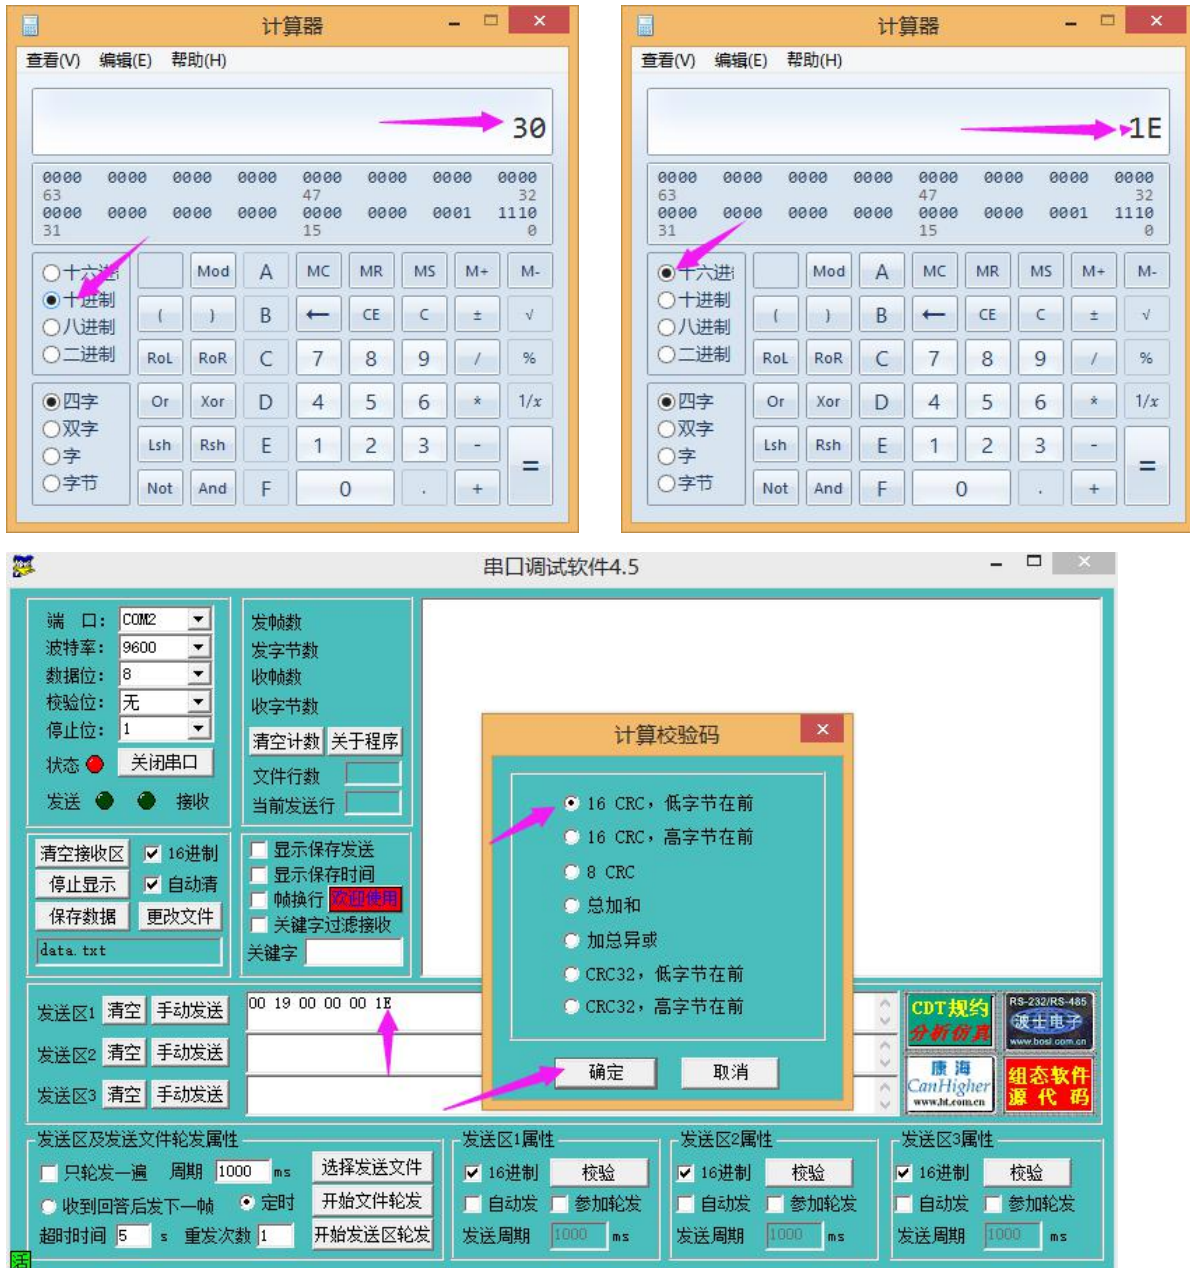 计算器
查看(V) 编辑(E) 帮助(H)
30
0000 0000 0000 0000 0000 0000 0000 0000
63 47 32
0000 0000 0000 0000 0000 0000 0001 1110
31 15 0
十六进 Mod A MC MR MS M+ M-
十进制 ( ) B ← CE C ± √
八进制
二进制 RoL RoR C 7 8 9 / %
四字 Or Xor D 4 5 6 * 1/x
双字
字 Lsh Rsh E 1 2 3 - =
字节 Not And F 0 . +
计算器
查看(V) 编辑(E) 帮助(H)
1E
0000 0000 0000 0000 0000 0000 0000 0000
63 47 32
0000 0000 0000 0000 0000 0000 0001 1110
31 15 0
十六进 Mod A MC MR MS M+ M-
十进制 ( ) B ← CE C ± √
八进制
二进制 RoL RoR C 7 8 9 / %
四字 Or Xor D 4 5 6 * 1/x
双字
字 Lsh Rsh E 1 2 3 - =
字节 Not And F 0 . +
串口调试软件4.5
端 口: COM2
波特率: 9600
数据位: 8
校验位: 无
停止位: 1
状态 关闭串口
发送 接收
发帧数
发字节数
收帧数
收字节数
清空计数 关于程序
文件行数
当前发送行
清空接收区 16进制
停止显示 自动清
保存数据 更改文件
data.txt
显示保存发送
显示保存时间
帧换行 欢迎使用
关键字过滤接收
关键字
计算校验码
16 CRC，低字节在前
16 CRC，高字节在前
8 CRC
总加和
加总异或
CRC32，低字节在前
CRC32，高字节在前
确定 取消
发送区1 清空 手动发送 00 19 00 00 00 1E
发送区2 清空 手动发送
发送区3 清空 手动发送
CDT规约
分析仿真
RS-232/RS-485
波士电子
www.bosi.com.cn
康海
CanHigher
www.ht.com.cn
组态软件
源代码
发送区及发送文件轮发属性
只轮发一遍 周期 1000 ms 选择发送文件
收到回答后发下一帧 定时 开始文件轮发
超时时间 5 s 重发次数 1 开始发送区轮发
发送区1属性
16进制 校验
自动发 参加轮发
发送周期 1000 ms
发送区2属性
16进制 校验
自动发 参加轮发
发送周期 1000 ms
发送区3属性
16进制 校验
自动发 参加轮发
发送周期 1000 ms
活